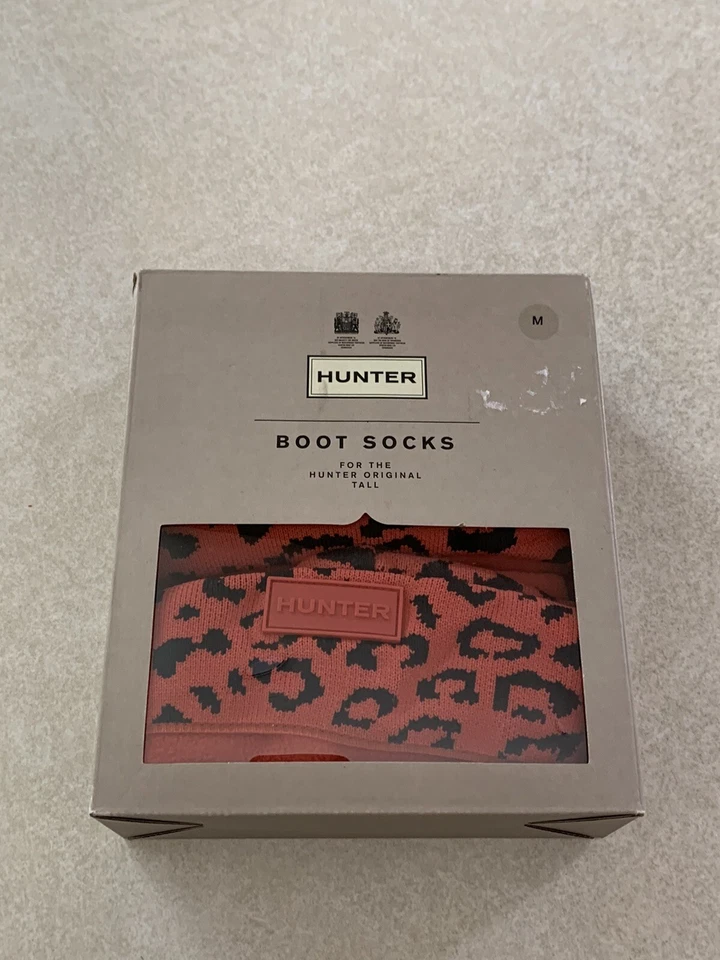 M
HUNTER
BOOT SOCKS
FOR THE
HUNTER ORIGINAL
TALL
HUNTER